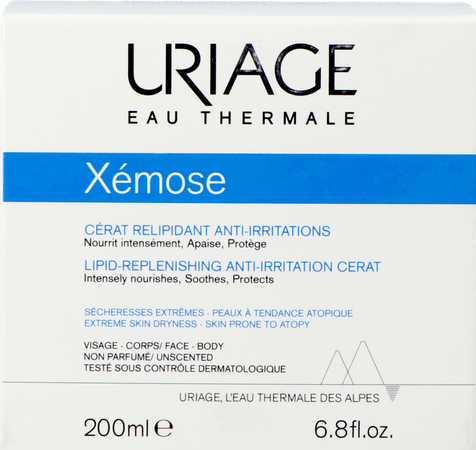 URIAGE
EAU THERMALE
Xémose
CÉRAT RELIPIDANT ANTI-IRRITATIONS
Nourrit intensément, Apaise, Protège
LIPID-REPLENISHING ANTI-IRRITATION CERAT
Intensely nourishes, Soothes, Protects
SÉCHERESSES EXTRÊMES - PEAUX À TENDANCE ATOPIQUE
EXTREME SKIN DRYNESS - SKIN PRONE TO ATOPY
VISAGE - CORPS/ FACE - BODY
NON PARFUMÉ/ UNSCENTED
TESTÉ SOUS CONTRÔLE DERMATOLOGIQUE
URIAGE, L'EAU THERMALE DES ALPES
200ml ℮ 6.8fl.oz.